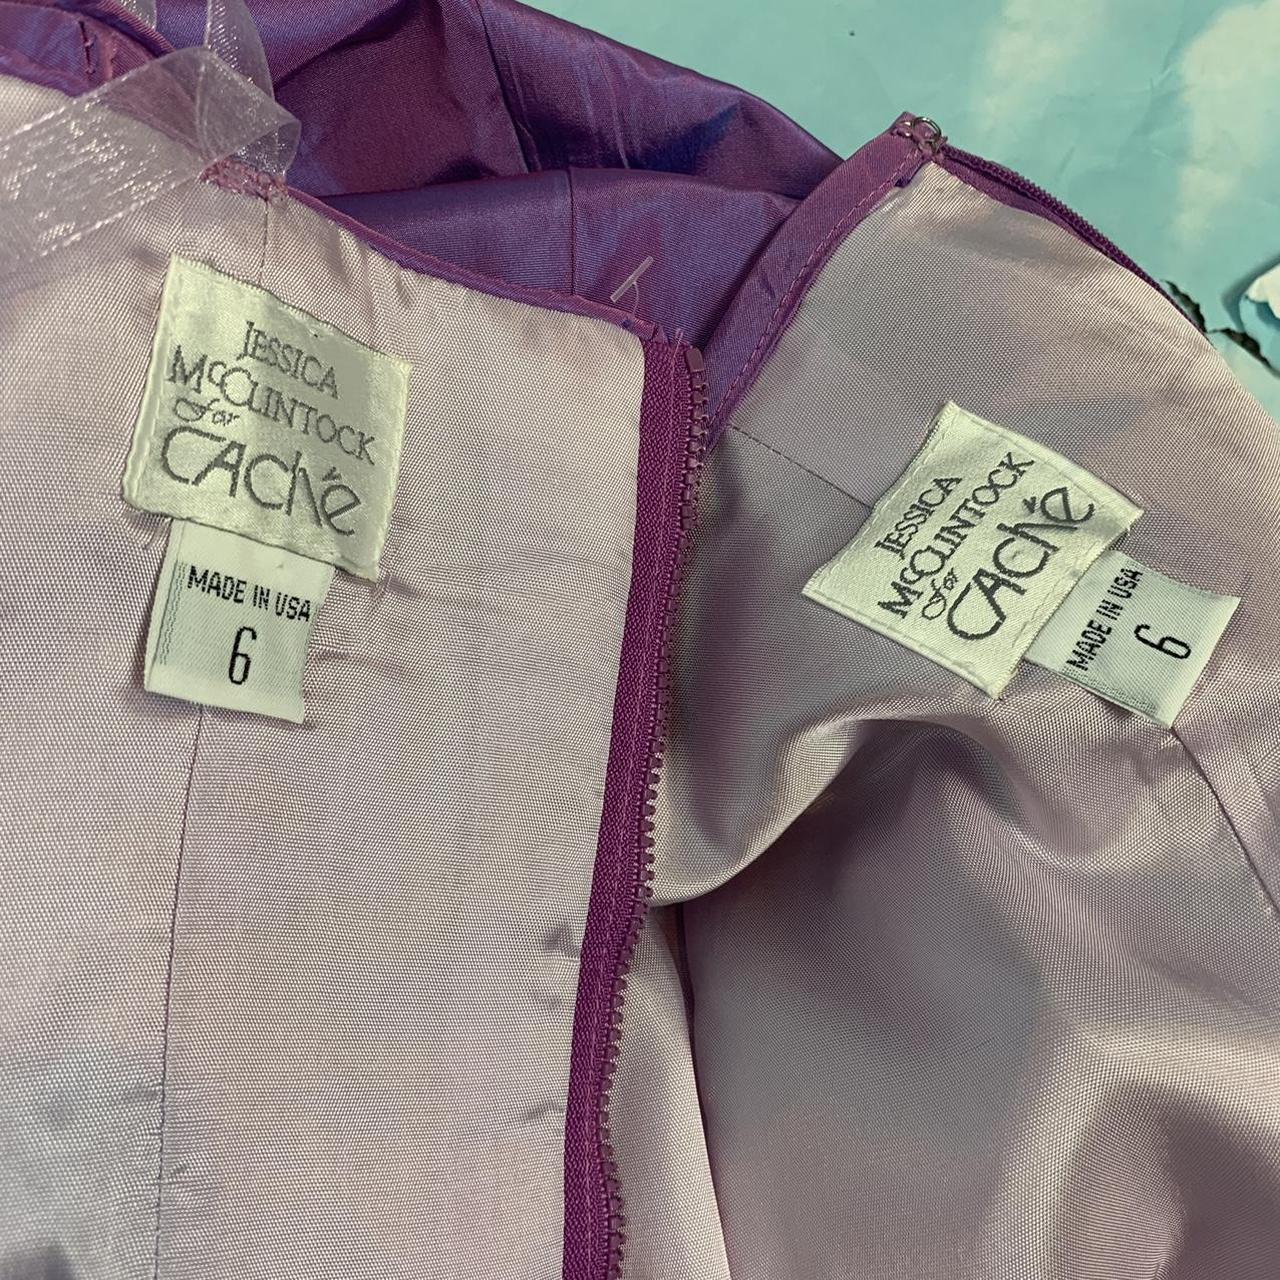 JESSICA
McCLINTOCK
for
CAché
MADE IN USA
6
JESSICA
McCLINTOCK
for
CAché
MADE IN USA
6